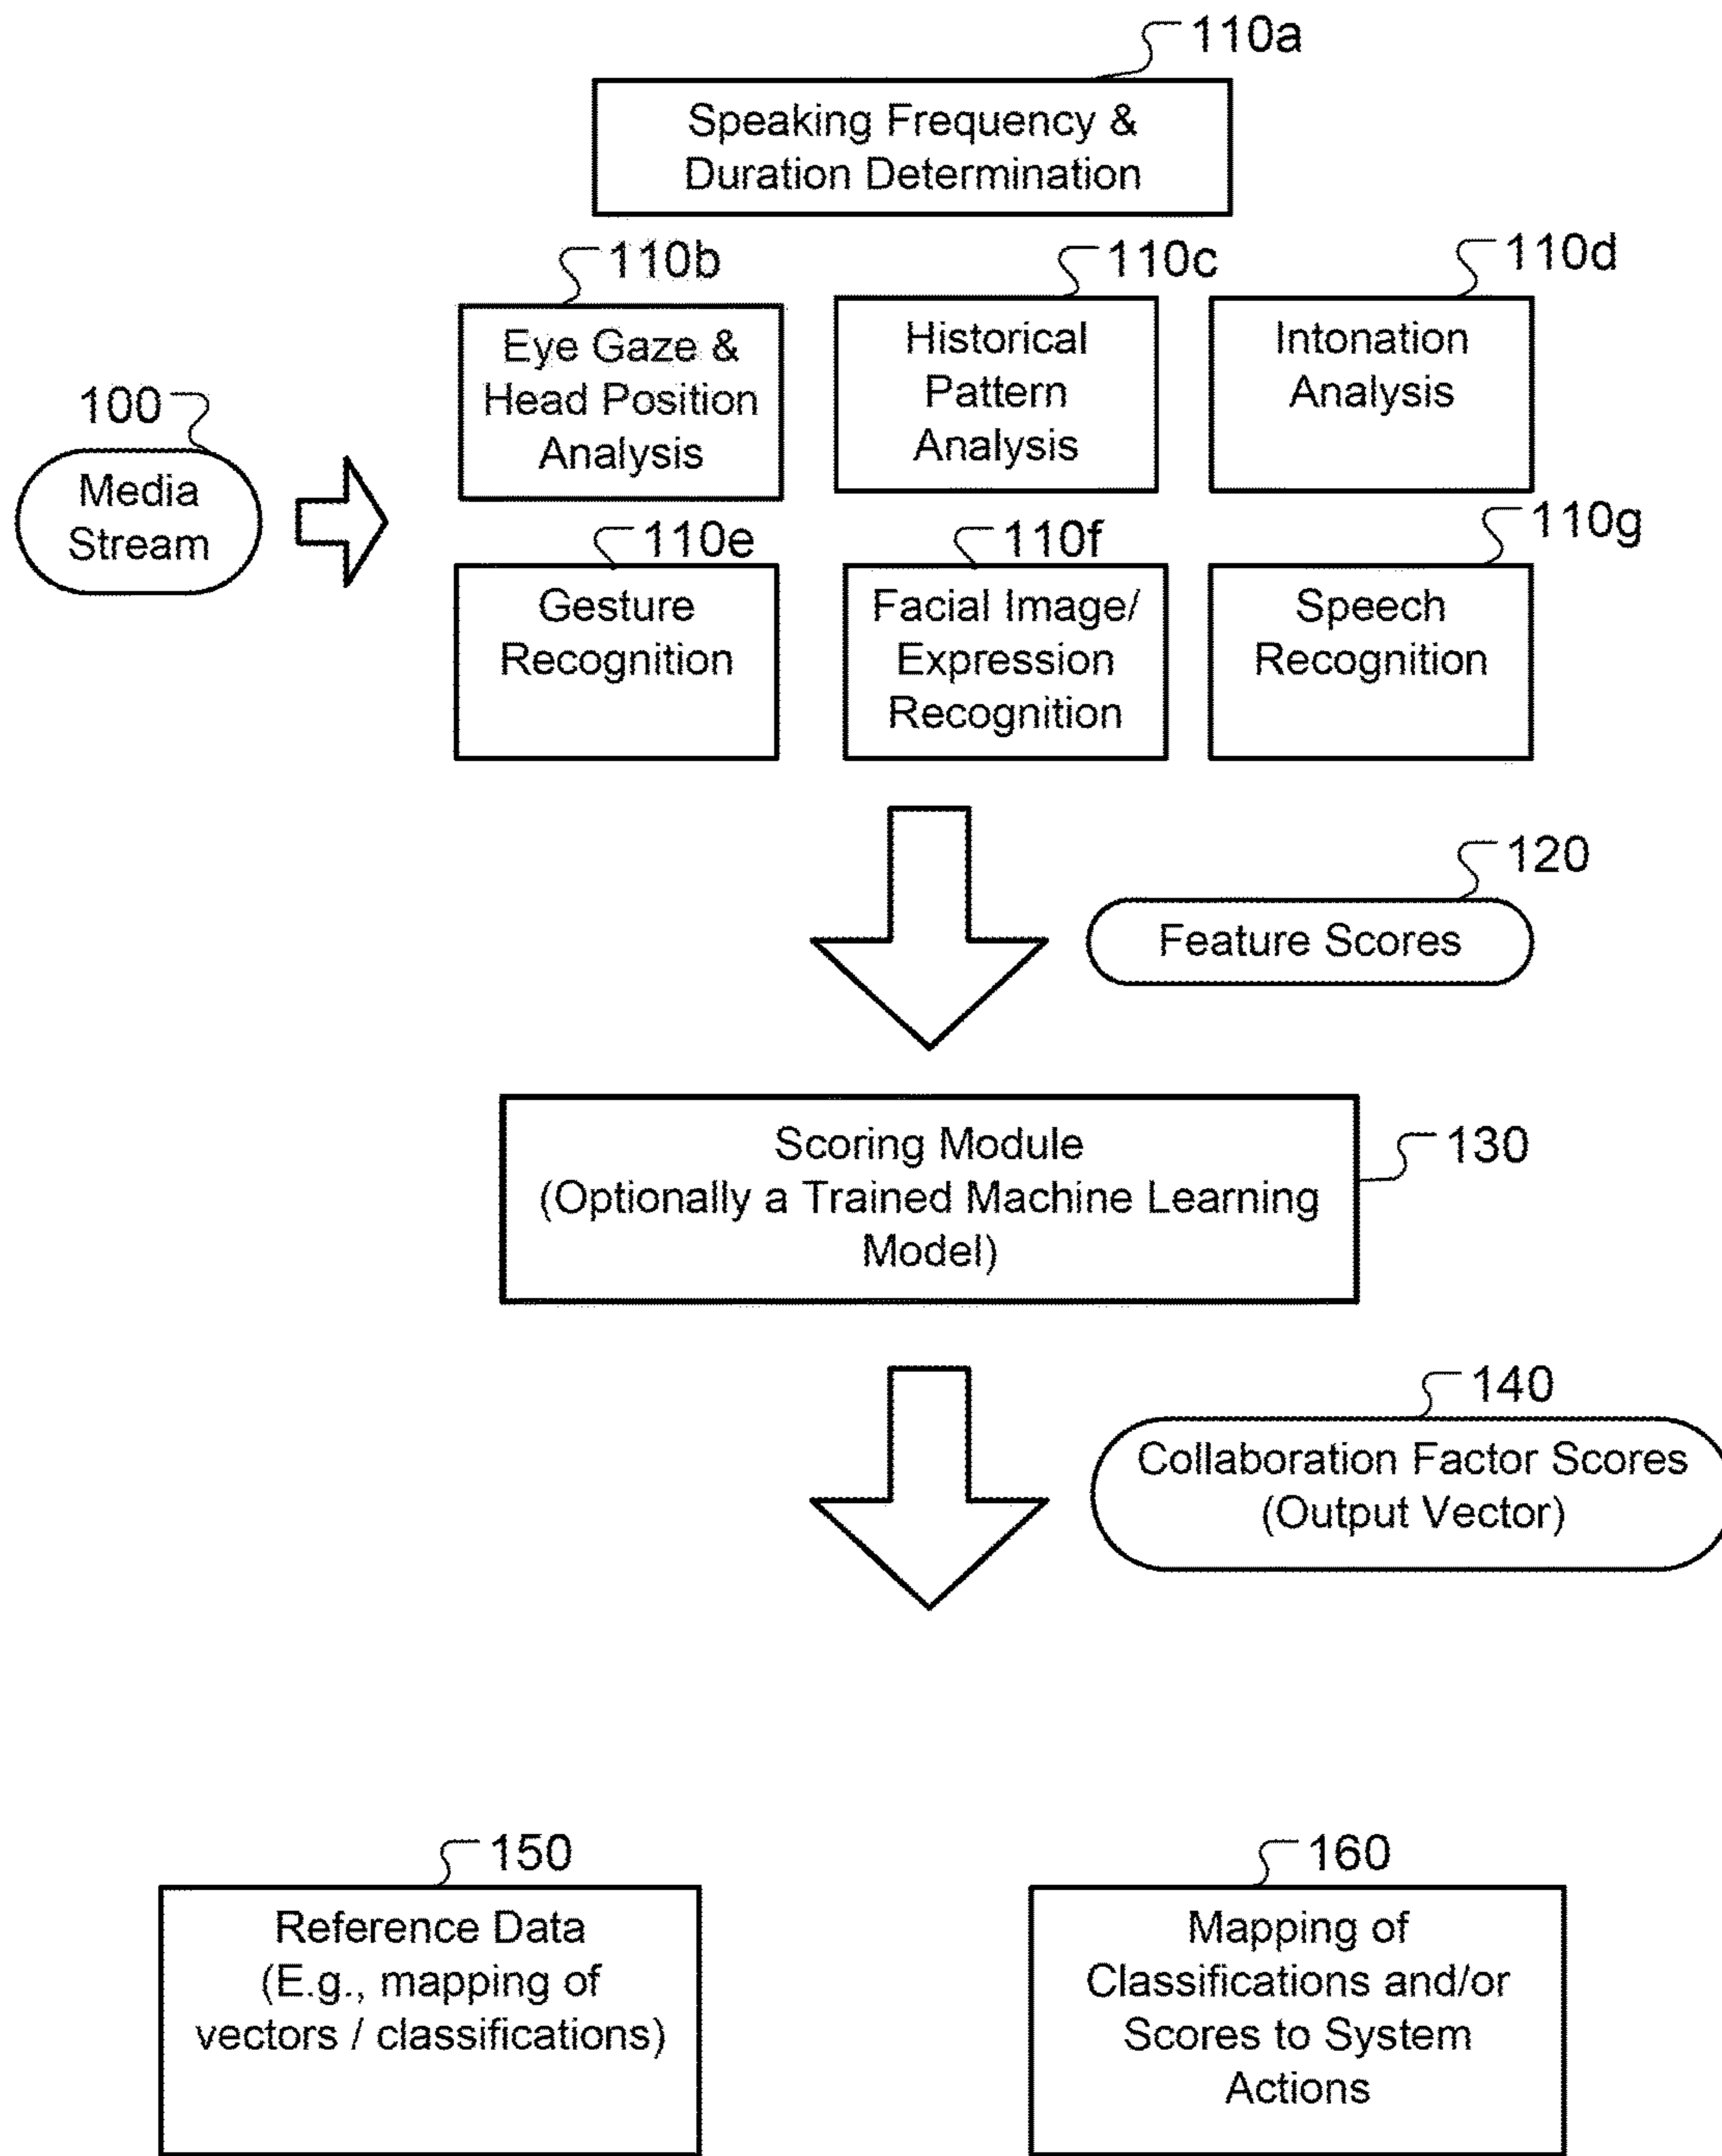 110a
Speaking Frequency &
Duration Determination
110b
Eye Gaze &
Head Position
Analysis
110c
Historical
Pattern
Analysis
110d
Intonation
Analysis
100
Media
Stream
110e
Gesture
Recognition
110f
Facial Image/
Expression
Recognition
110g
Speech
Recognition
120
Feature Scores
Scoring Module
(Optionally a Trained Machine Learning
Model)
130
140
Collaboration Factor Scores
(Output Vector)
150
Reference Data
(E.g., mapping of
vectors / classifications)
160
Mapping of
Classifications and/or
Scores to System
Actions